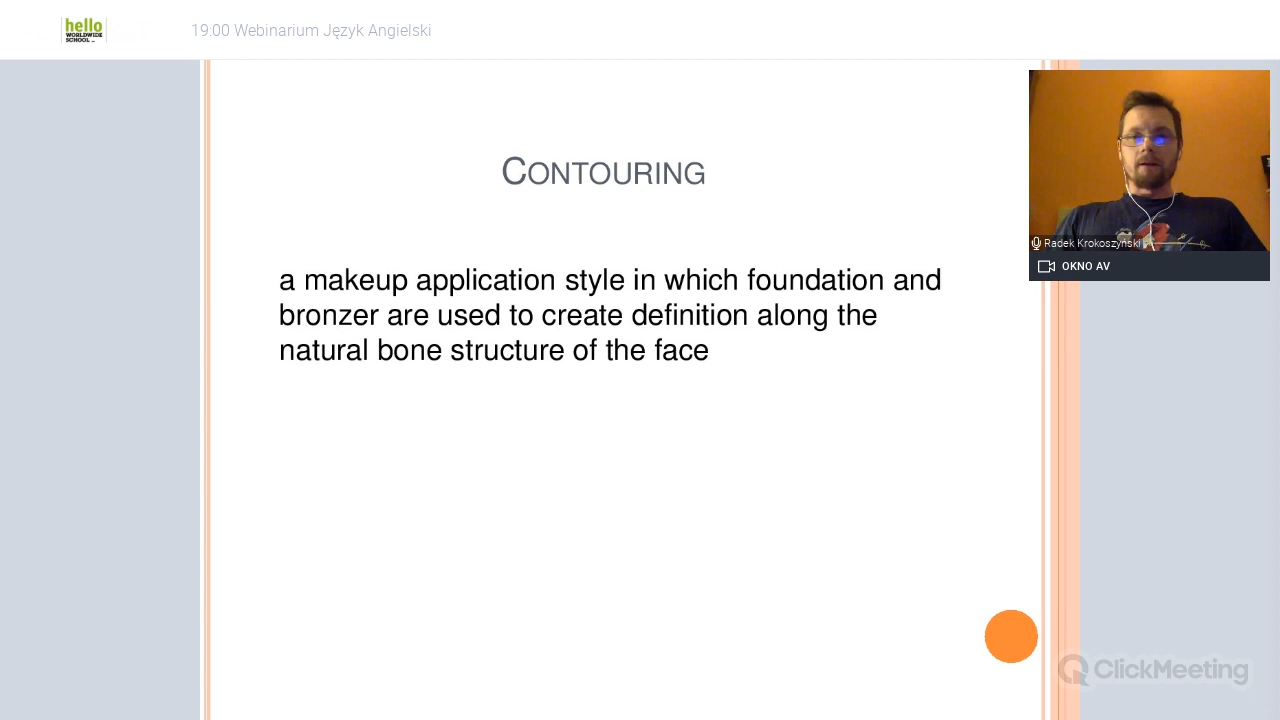 hello
WORLDWIDE
SCHOOL
19:00 Webinarium Język Angielski
CONTOURING
a makeup application style in which foundation and
bronzer are used to create definition along the
natural bone structure of the face
Radek Krokoszyński
OKNO AV
ClickMeeting